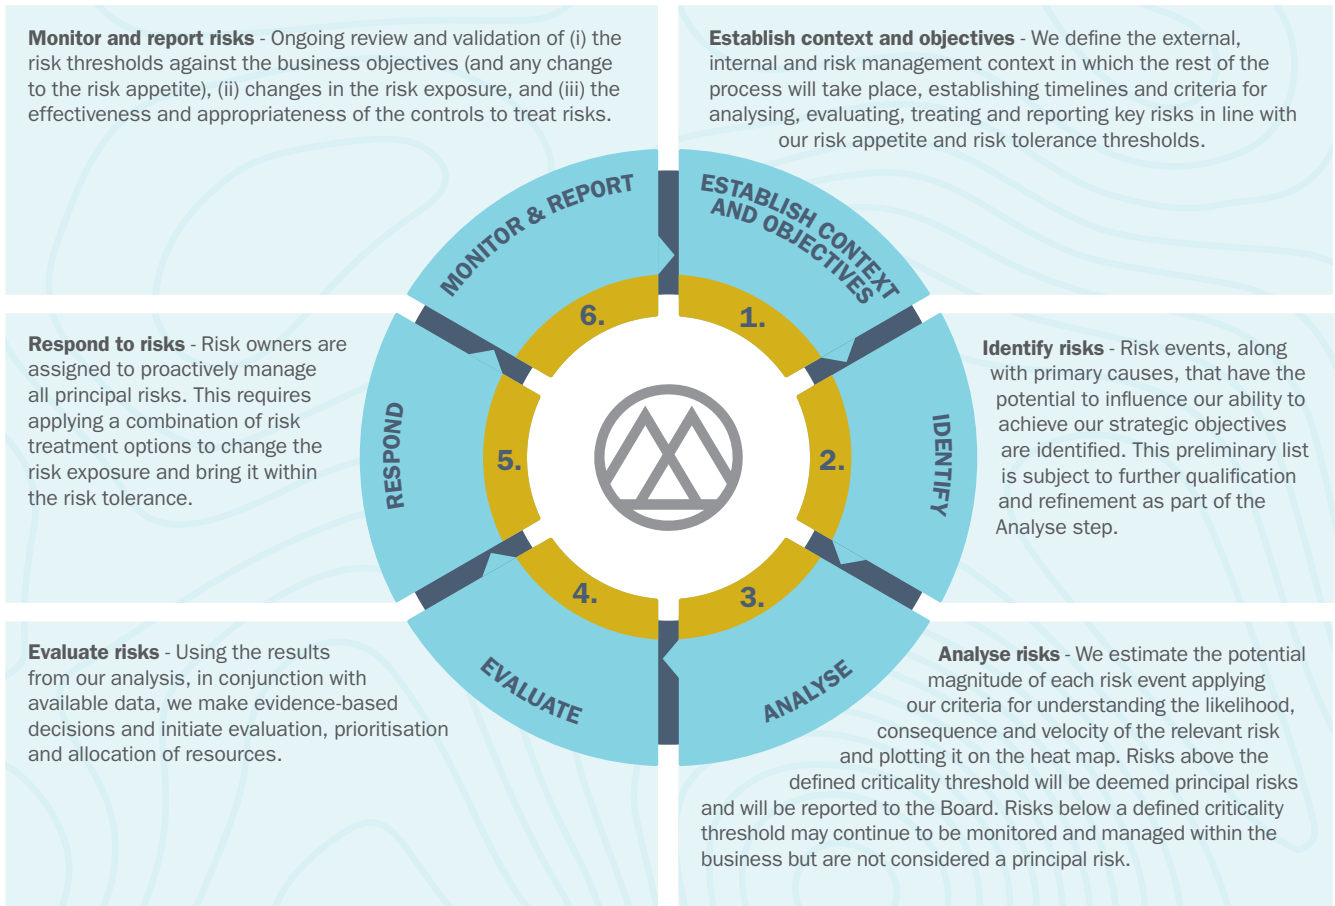 Monitor and report risks - Ongoing review and validation of (i) the
risk thresholds against the business objectives (and any change
to the risk appetite), (ii) changes in the risk exposure, and (iii) the
effectiveness and appropriateness of the controls to treat risks.
Establish context and objectives - We define the external,
internal and risk management context in which the rest of the
process will take place, establishing timelines and criteria for
analysing, evaluating, treating and reporting key risks in line with
our risk appetite and risk tolerance thresholds.
MONITOR & REPORT
ESTABLISH CONTEXT
AND OBJECTIVES
6.
1.
Respond to risks - Risk owners are
assigned to proactively manage
all principal risks. This requires
applying a combination of risk
treatment options to change the
risk exposure and bring it within
the risk tolerance.
RESPOND
5.
2.
IDENTIFY
Identify risks - Risk events, along
with primary causes, that have the
potential to influence our ability to
achieve our strategic objectives
are identified. This preliminary list
is subject to further qualification
and refinement as part of the
Analyse step.
4.
3.
EVALUATE
ANALYSE
Evaluate risks - Using the results
from our analysis, in conjunction with
available data, we make evidence-based
decisions and initiate evaluation, prioritisation
and allocation of resources.
Analyse risks - We estimate the potential
magnitude of each risk event applying
our criteria for understanding the likelihood,
consequence and velocity of the relevant risk
and plotting it on the heat map. Risks above the
defined criticality threshold will be deemed principal risks
and will be reported to the Board. Risks below a defined criticality
threshold may continue to be monitored and managed within the
business but are not considered a principal risk.